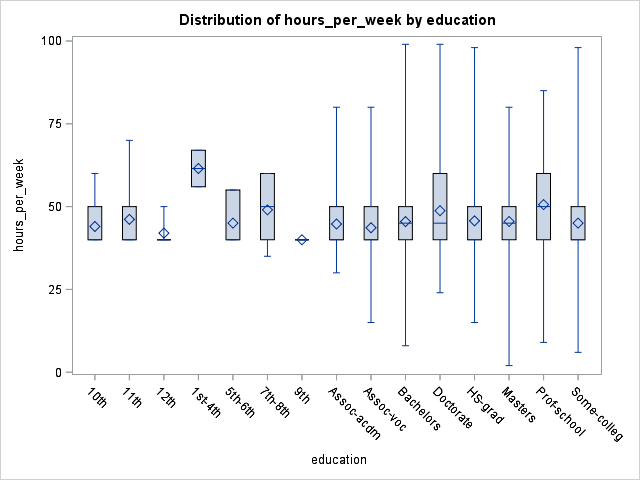 Distribution of hours_per_week by education
100
75
50
25
0
hours_per_week
10th
11th
12th
1st-4th
5th-6th
7th-8th
9th
Assoc-acdm
Assoc-voc
Bachelors
Doctorate
HS-grad
Masters
Prof-school
Some-colleg
education